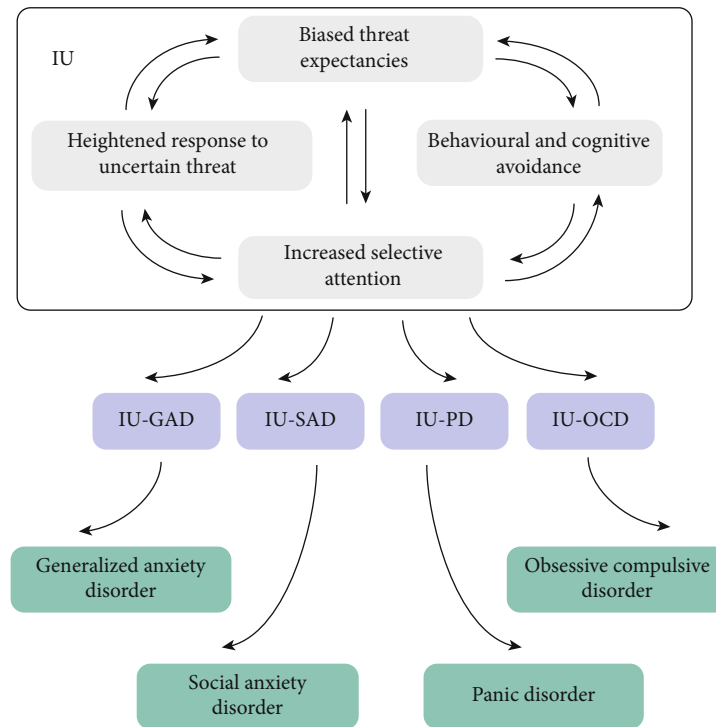 IU
Biased threat
expectancies
Heightened response to
uncertain threat
Behavioural and cognitive
avoidance
Increased selective
attention
IU-GAD
IU-SAD
IU-PD
IU-OCD
Generalized anxiety
disorder
Obsessive compulsive
disorder
Social anxiety
disorder
Panic disorder